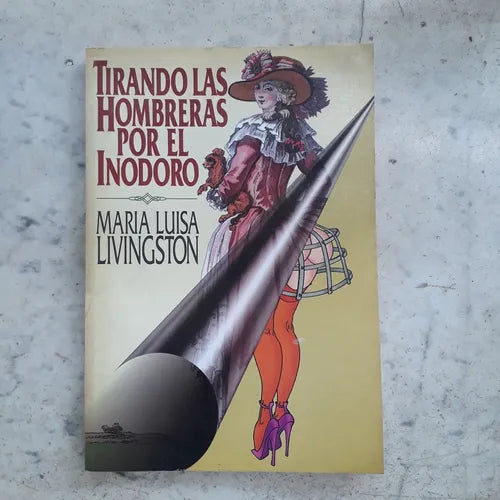 TIRANDO LAS
HOMBRERAS
POR EL
INODORO
MARIA LUISA
LIVINGSTON